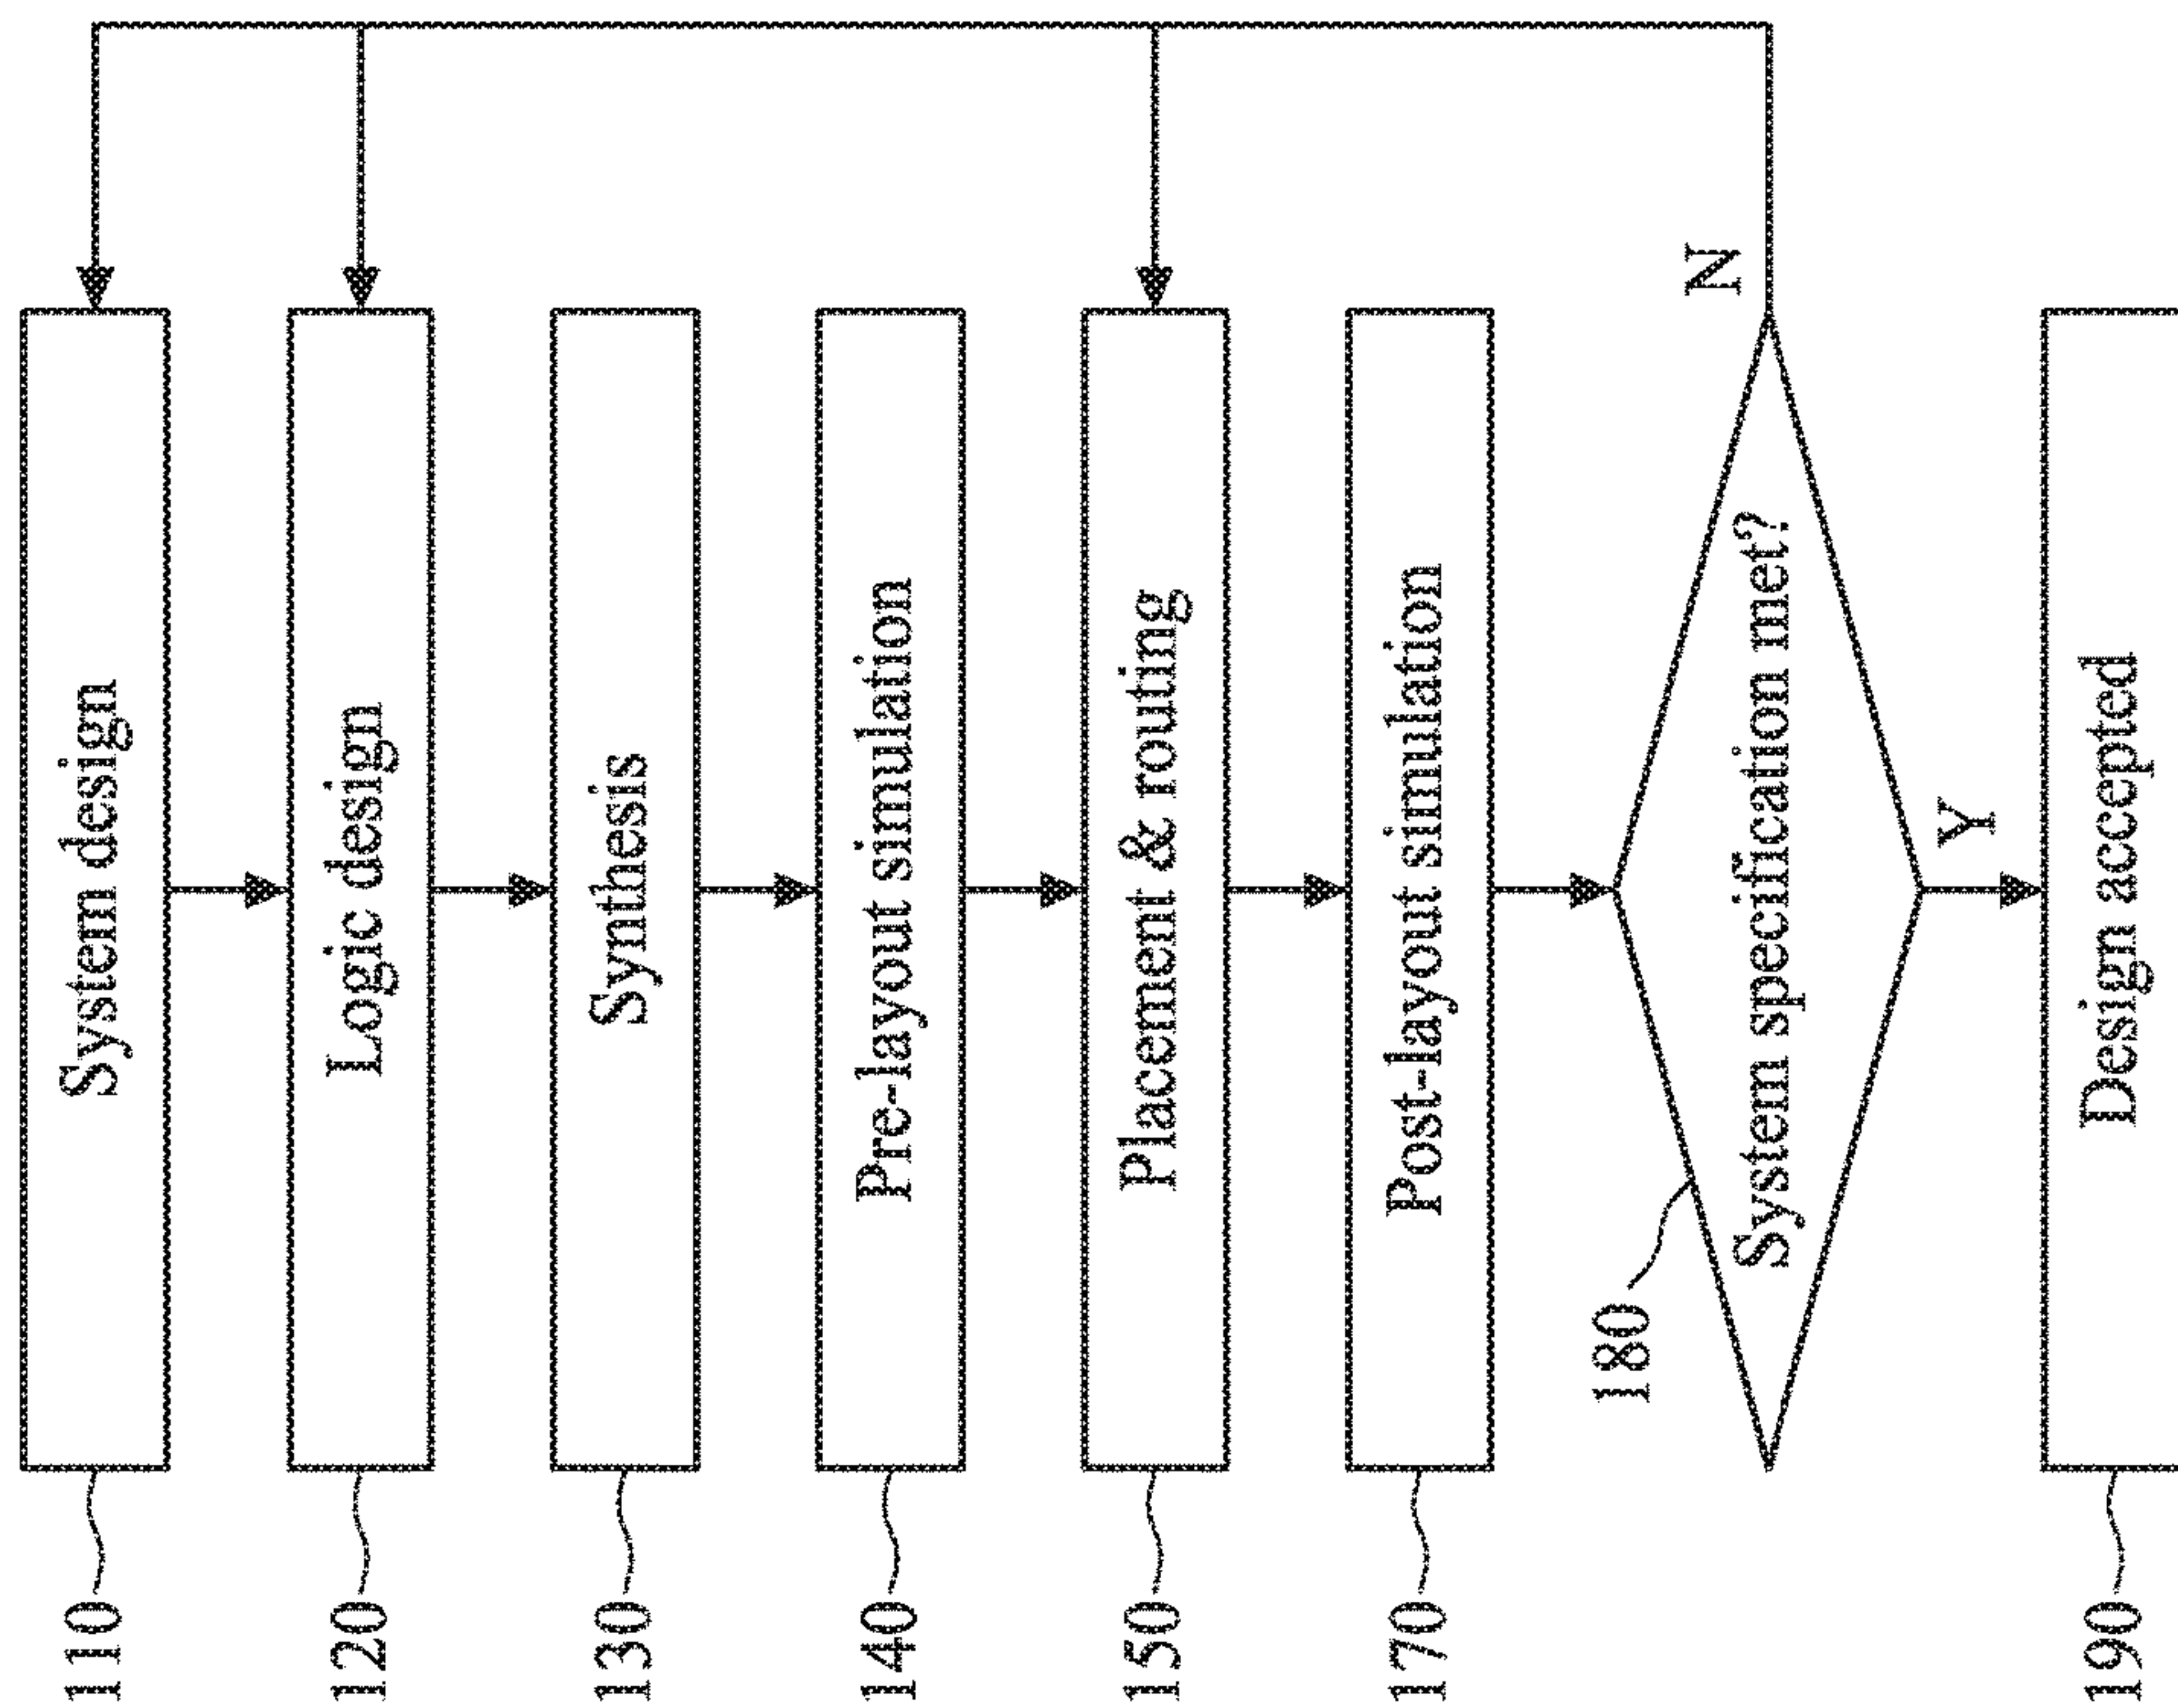 110
System design
120
Logic design
130
Synthesis
140
Pre-layout simulation
150
Placement & routing
170
Post-layout simulation
180
System specification met?
N
Y
190
Design accepted